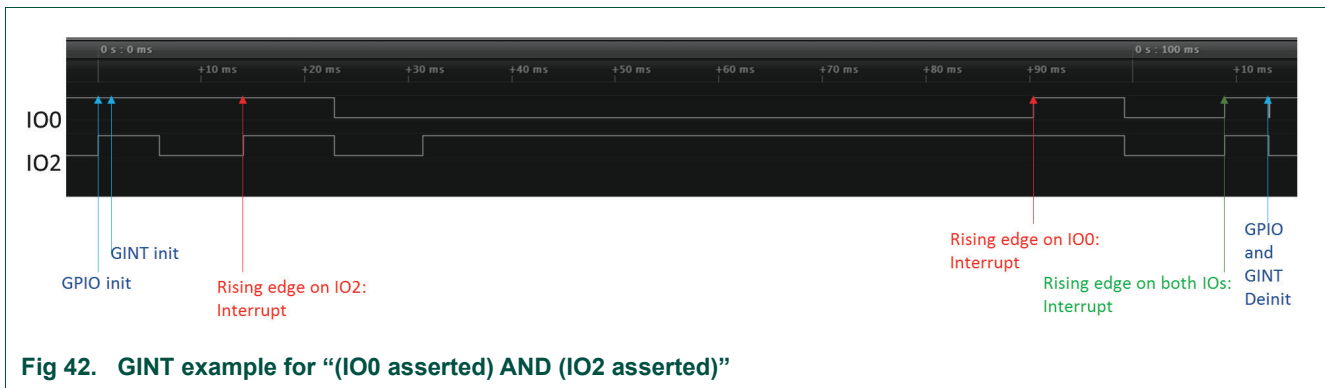 0 s : 0 ms
0 s : 100 ms
+10 ms
+20 ms
+30 ms
+40 ms
+50 ms
+60 ms
+70 ms
+80 ms
+90 ms
+10 ms
IO0
IO2
GINT init
GPIO init
Rising edge on IO2:
Interrupt
Rising edge on IO0:
Interrupt
Rising edge on both IOs:
Interrupt
GPIO
and
GINT
Deinit
Fig 42. GINT example for “(IO0 asserted) AND (IO2 asserted)”